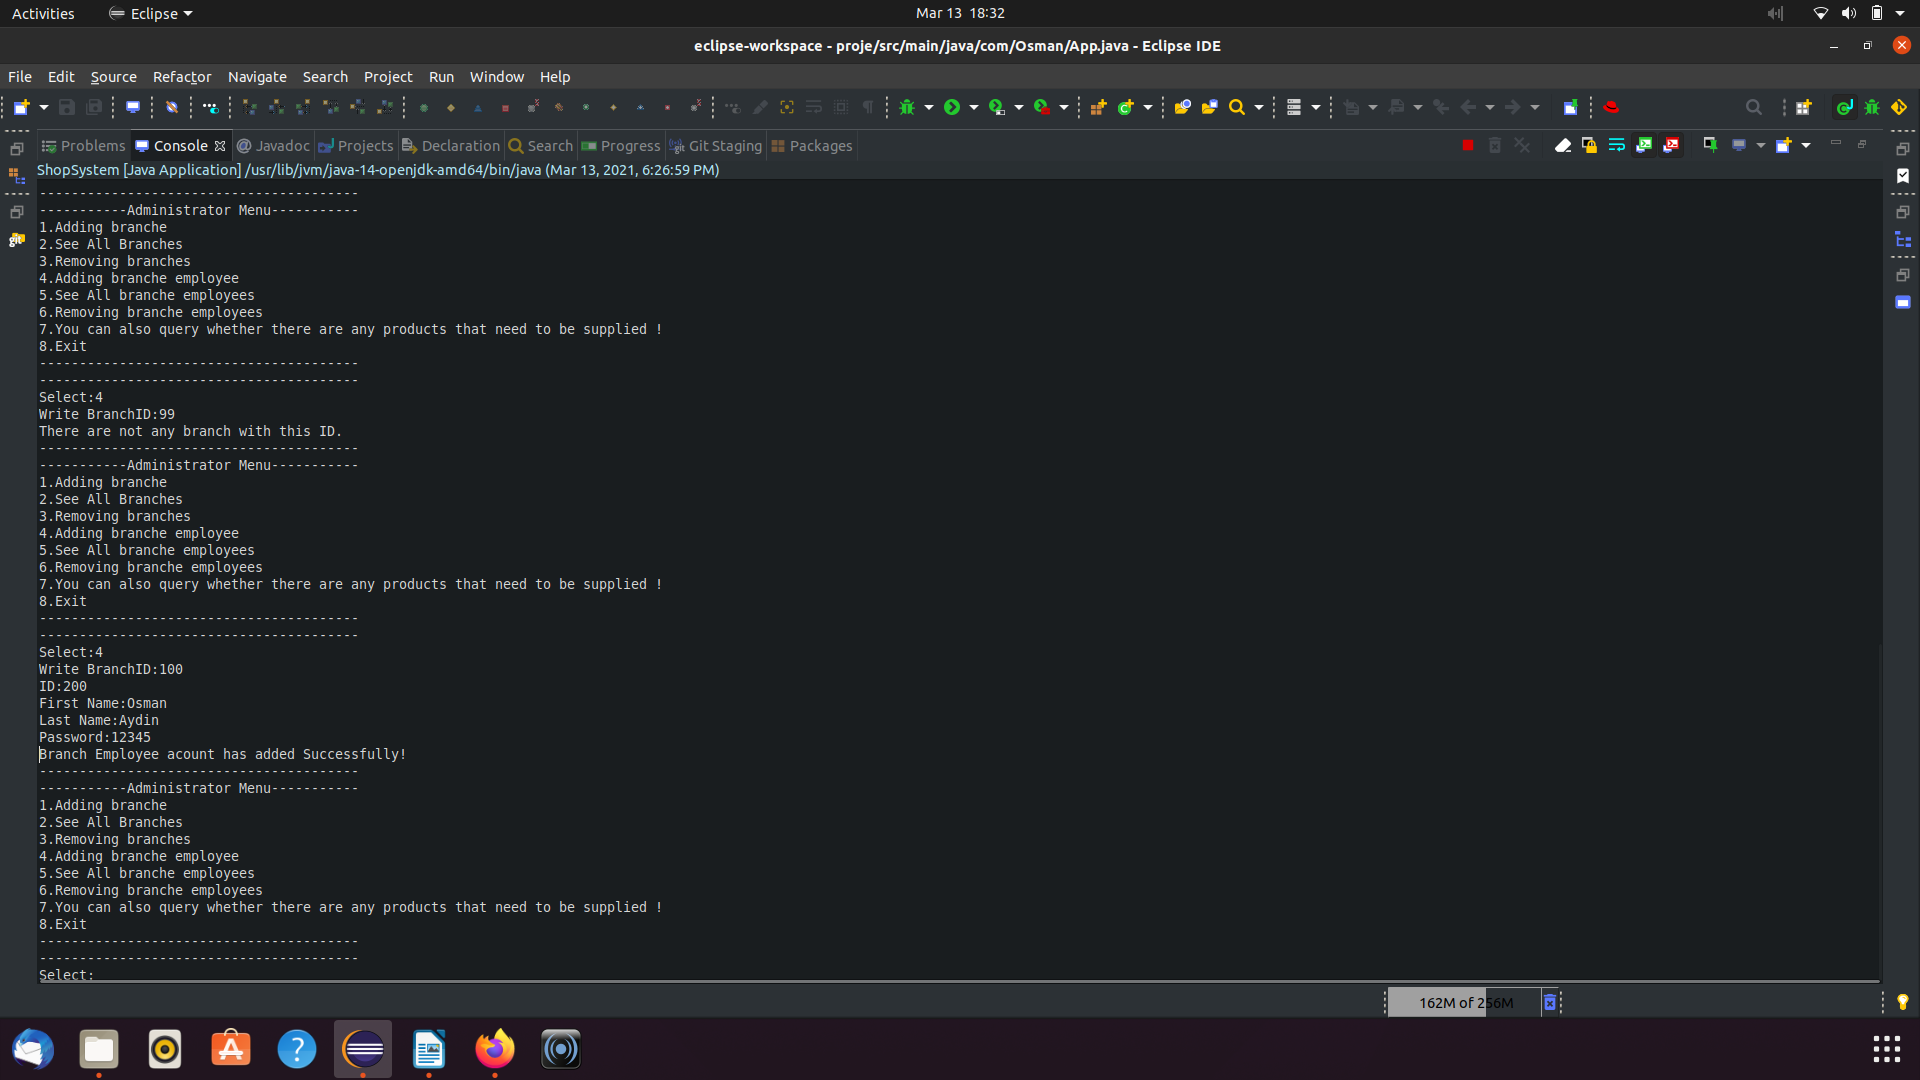 Activities
Eclipse
Mar 13 18:32
eclipse-workspace - proje/src/main/java/com/Osman/App.java - Eclipse IDE
File Edit Source Refactor Navigate Search Project Run Window Help
Problems Console Javadoc Projects Declaration Search Progress Git Staging Packages
ShopSystem [Java Application] /usr/lib/jvm/java-14-openjdk-amd64/bin/java (Mar 13, 2021, 6:26:59 PM)
----------------------------------------
-----------Administrator Menu-----------
1.Adding branche
2.See All Branches
3.Removing branches
4.Adding branche employee
5.See All branche employees
6.Removing branche employees
7.You can also query whether there are any products that need to be supplied !
8.Exit
----------------------------------------
----------------------------------------
Select:4
Write BranchID:99
There are not any branch with this ID.
----------------------------------------
-----------Administrator Menu-----------
1.Adding branche
2.See All Branches
3.Removing branches
4.Adding branche employee
5.See All branche employees
6.Removing branche employees
7.You can also query whether there are any products that need to be supplied !
8.Exit
----------------------------------------
----------------------------------------
Select:4
Write BranchID:100
ID:200
First Name:Osman
Last Name:Aydin
Password:12345
Branch Employee acount has added Successfully!
----------------------------------------
-----------Administrator Menu-----------
1.Adding branche
2.See All Branches
3.Removing branches
4.Adding branche employee
5.See All branche employees
6.Removing branche employees
7.You can also query whether there are any products that need to be supplied !
8.Exit
----------------------------------------
----------------------------------------
Select:
162M of 256M